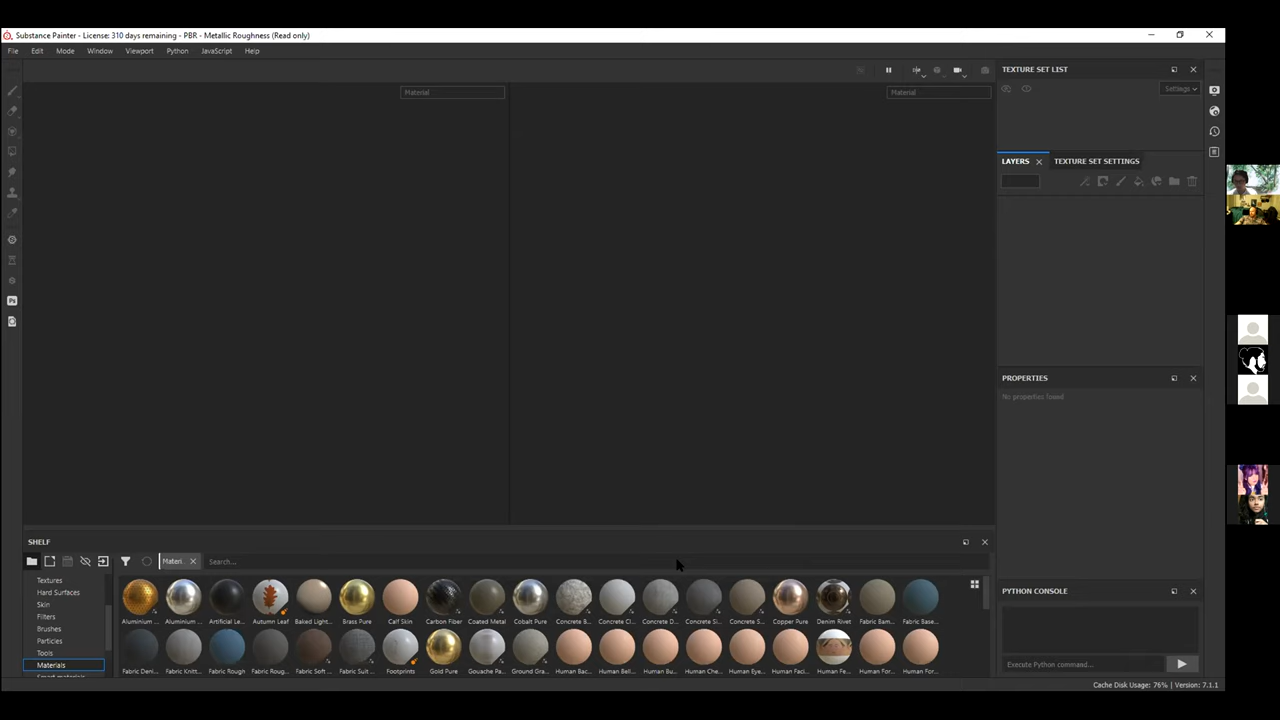 Substance Painter - License: 310 days remaining - PBR - Metallic Roughness (Read only)
File Edit Mode Window Viewport Python JavaScript Help
TEXTURE SET LIST
Material
Material
Settings
LAYERS TEXTURE SET SETTINGS
PROPERTIES
No properties found
SHELF
Materi...
Search...
Textures
Hard Surfaces
Skin
Filters
Brushes
Particles
Tools
Materials
Aluminium ... Aluminium ... Artificial Le... Autumn Leaf Baked Light... Brass Pure Calf Skin Carbon Fiber Coated Metal Cobalt Pure Concrete B... Concrete Cl... Concrete D... Concrete Si... Concrete S... Copper Pure Denim Rivet Fabric Bam... Fabric Base...
Fabric Deni... Fabric Knitt... Fabric Rough Fabric Roug... Fabric Soft ... Fabric Suit ... Footprints Gold Pure Gouache Pa... Ground Gra... Human Bac... Human Bell... Human Bu... Human Che... Human Eye... Human Faci... Human Fe... Human For... Human For...
PYTHON CONSOLE
Execute Python command...
Cache Disk Usage: 76% | Version: 7.1.1
Ps